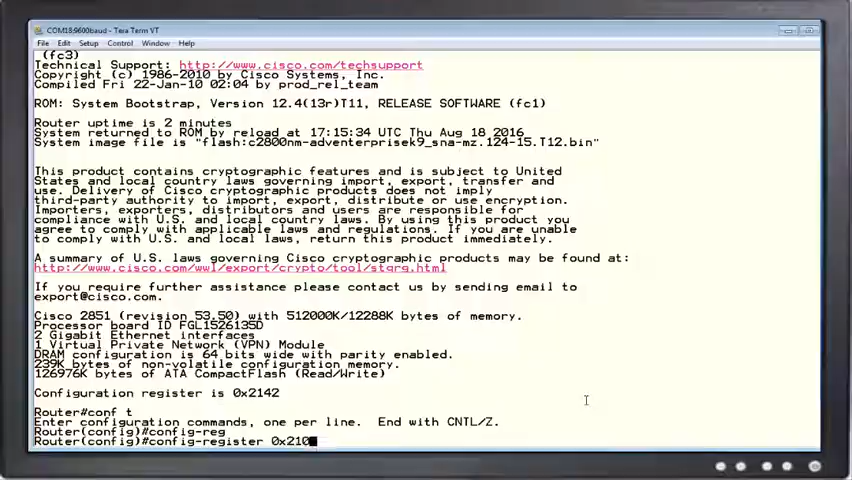 COM18:9600baud - Tera Term VT
File Edit Setup Control Window Help
(fc3)
Technical Support: http://www.cisco.com/techsupport
Copyright (c) 1986-2010 by Cisco Systems, Inc.
Compiled Fri 22-Jan-10 02:04 by prod_rel_team
ROM: System Bootstrap, Version 12.4(13r)T11, RELEASE SOFTWARE (fc1)
Router uptime is 2 minutes
System returned to ROM by reload at 17:15:34 UTC Thu Aug 18 2016
System image file is "flash:c2800nm-adventerprisek9_sna-mz.124-15.T12.bin"
This product contains cryptographic features and is subject to United
States and local country laws governing import, export, transfer and
use. Delivery of Cisco cryptographic products does not imply
third-party authority to import, export, distribute or use encryption.
Importers, exporters, distributors and users are responsible for
compliance with U.S. and local country laws. By using this product you
agree to comply with applicable laws and regulations. If you are unable
to comply with U.S. and local laws, return this product immediately.
A summary of U.S. laws governing Cisco cryptographic products may be found at:
http://www.cisco.com/wwl/export/crypto/tool/stqrg.html
If you require further assistance please contact us by sending email to
export@cisco.com.
Cisco 2851 (revision 53.50) with 512000K/12288K bytes of memory.
Processor board ID FGL1526135D
2 Gigabit Ethernet interfaces
1 Virtual Private Network (VPN) Module
DRAM configuration is 64 bits wide with parity enabled.
239K bytes of non-volatile configuration memory.
126976K bytes of ATA CompactFlash (Read/Write)
Configuration register is 0x2142
Router#conf t
Enter configuration commands, one per line. End with CNTL/Z.
Router(config)#config-reg
Router(config)#config-register 0x210